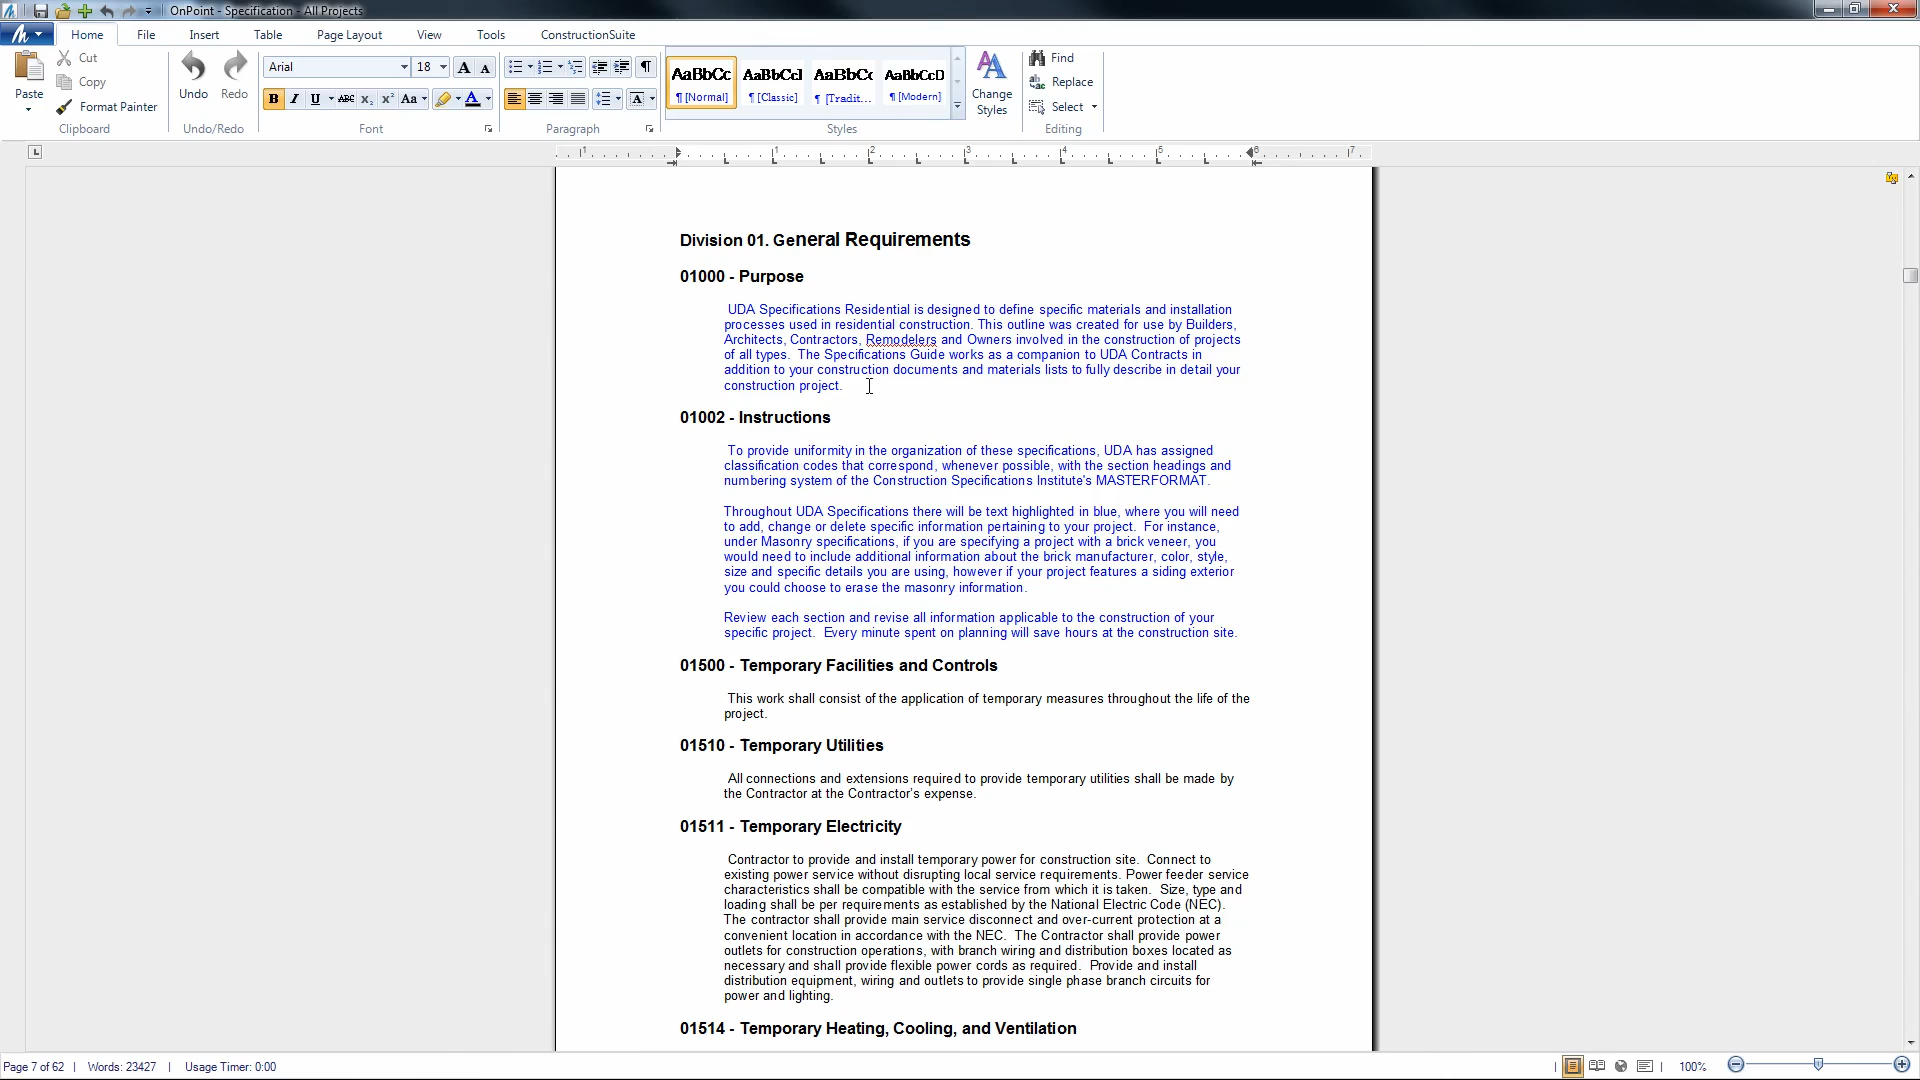 OnPoint - Specification - All Projects
Home File Insert Table Page Layout View Tools ConstructionSuite
Paste Cut Copy Format Painter Undo Redo Arial 18 Find Replace Select
AaBbCc AaBbCcI AaBbCc AaBbCcD
¶ [Normal] ¶ [Classic] ¶ [Tradit... ¶ [Modern] Change Styles
B I U ABC X₂ X² Aa A A
Clipboard Undo/Redo Font Paragraph Styles Editing
1 1 2 3 4 5 6 7
Division 01. General Requirements
01000 - Purpose
UDA Specifications Residential is designed to define specific materials and installation
processes used in residential construction. This outline was created for use by Builders,
Architects, Contractors, Remodelers and Owners involved in the construction of projects
of all types.  The Specifications Guide works as a companion to UDA Contracts in
addition to your construction documents and materials lists to fully describe in detail your
construction project.
01002 - Instructions
To provide uniformity in the organization of these specifications, UDA has assigned
classification codes that correspond, whenever possible, with the section headings and
numbering system of the Construction Specifications Institute's MASTERFORMAT.
Throughout UDA Specifications there will be text highlighted in blue, where you will need
to add, change or delete specific information pertaining to your project.  For instance,
under Masonry specifications, if you are specifying a project with a brick veneer, you
would need to include additional information about the brick manufacturer, color, style,
size and specific details you are using, however if your project features a siding exterior
you could choose to erase the masonry information.
Review each section and revise all information applicable to the construction of your
specific project.  Every minute spent on planning will save hours at the construction site.
01500 - Temporary Facilities and Controls
This work shall consist of the application of temporary measures throughout the life of the
project.
01510 - Temporary Utilities
All connections and extensions required to provide temporary utilities shall be made by
the Contractor at the Contractor's expense.
01511 - Temporary Electricity
Contractor to provide and install temporary power for construction site.  Connect to
existing power service without disrupting local service requirements. Power feeder service
characteristics shall be compatible with the service from which it is taken.  Size, type and
loading shall be per requirements as established by the National Electric Code (NEC).
The contractor shall provide main service disconnect and over-current protection at a
convenient location in accordance with the NEC.  The Contractor shall provide power
outlets for construction operations, with branch wiring and distribution boxes located as
necessary and shall provide flexible power cords as required.  Provide and install
distribution equipment, wiring and outlets to provide single phase branch circuits for
power and lighting.
01514 - Temporary Heating, Cooling, and Ventilation
Page 7 of 62 | Words: 23427 | Usage Timer: 0:00 100%